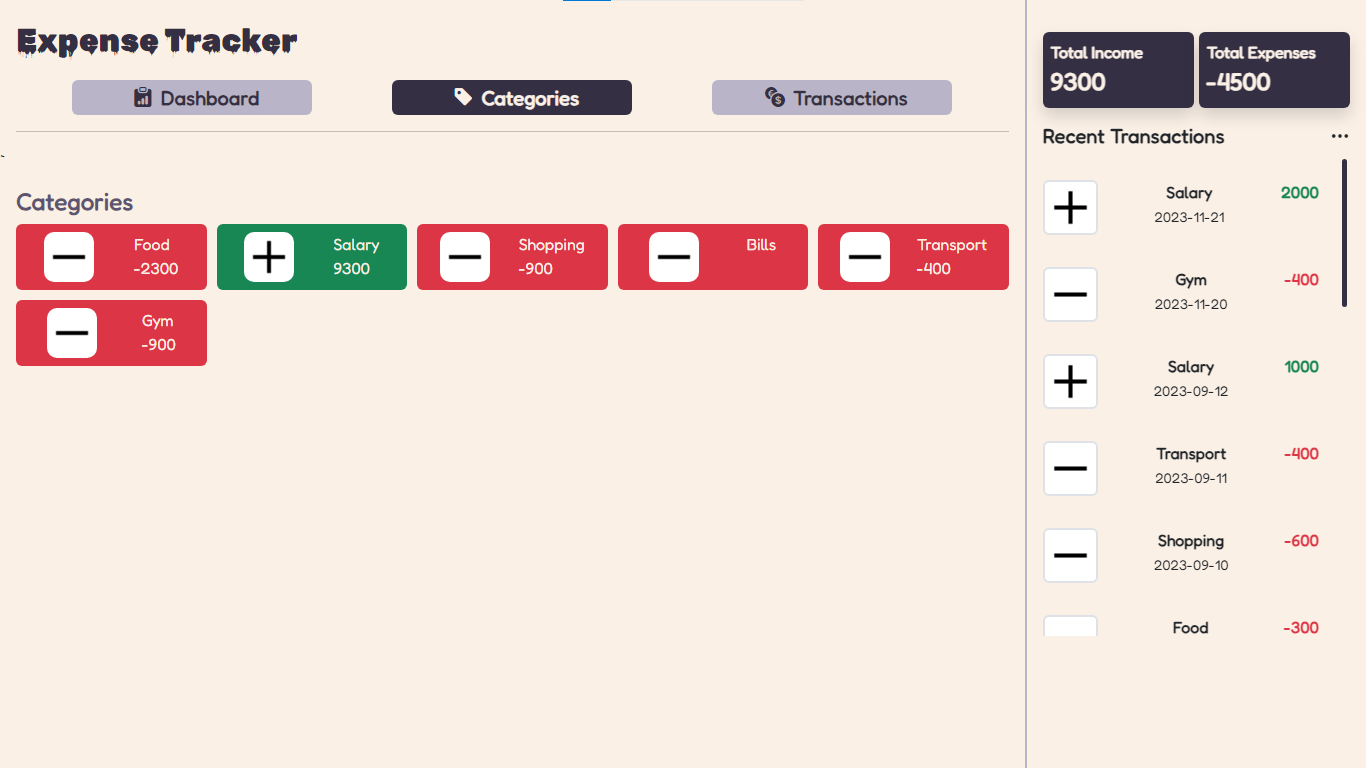 Expense Tracker
Dashboard
Categories
Transactions
`
Categories
Food
-2300
Salary
9300
Shopping
-900
Bills
Transport
-400
Gym
-900
Total Income
9300
Total Expenses
-4500
Recent Transactions
...
Salary
2000
2023-11-21
Gym
-400
2023-11-20
Salary
1000
2023-09-12
Transport
-400
2023-09-11
Shopping
-600
2023-09-10
Food
-300